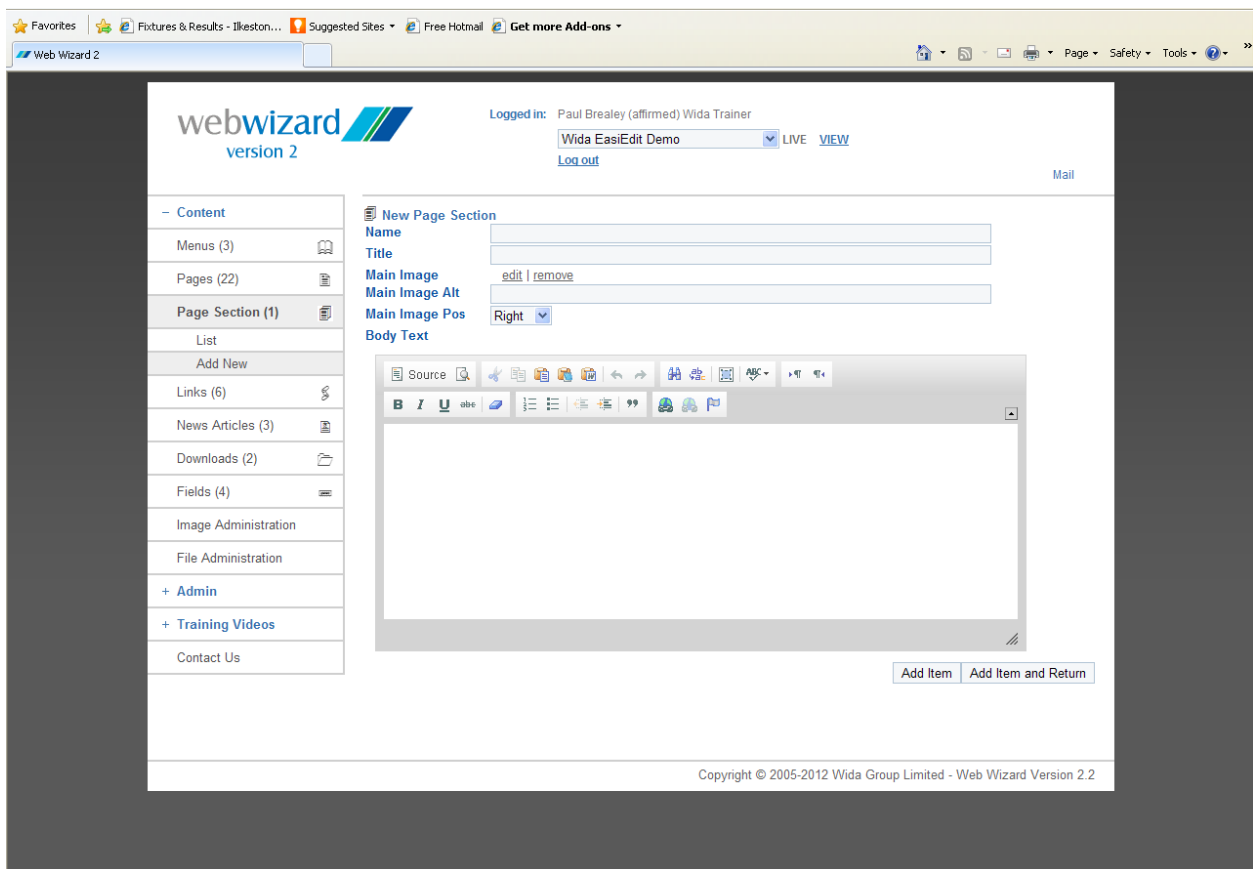 Favorites Fixtures & Results - Ilkeston... Suggested Sites Free Hotmail Get more Add-ons
Web Wizard 2 Page Safety Tools »
webwizard
version 2
Logged in: Paul Brealey (affirmed) Wida Trainer
Wida EasiEdit Demo LIVE VIEW
Log out
Mail
− Content
Menus (3)
Pages (22)
Page Section (1)
List
Add New
Links (6)
News Articles (3)
Downloads (2)
Fields (4)
Image Administration
File Administration
+ Admin
+ Training Videos
Contact Us
New Page Section
Name
Title
Main Image edit | remove
Main Image Alt
Main Image Pos Right
Body Text
Source ABC
B I U abc
Add Item Add Item and Return
Copyright © 2005-2012 Wida Group Limited - Web Wizard Version 2.2